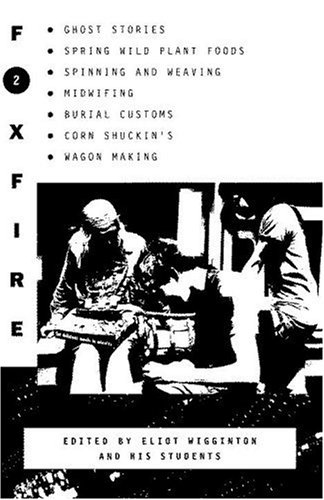 FOXFIRE
2
• GHOST STORIES
• SPRING WILD PLANT FOODS
• SPINNING AND WEAVING
• MIDWIFING
• BURIAL CUSTOMS
• CORN SHUCKIN'S
• WAGON MAKING
EDITED BY ELIOT WIGGINTON
AND HIS STUDENTS